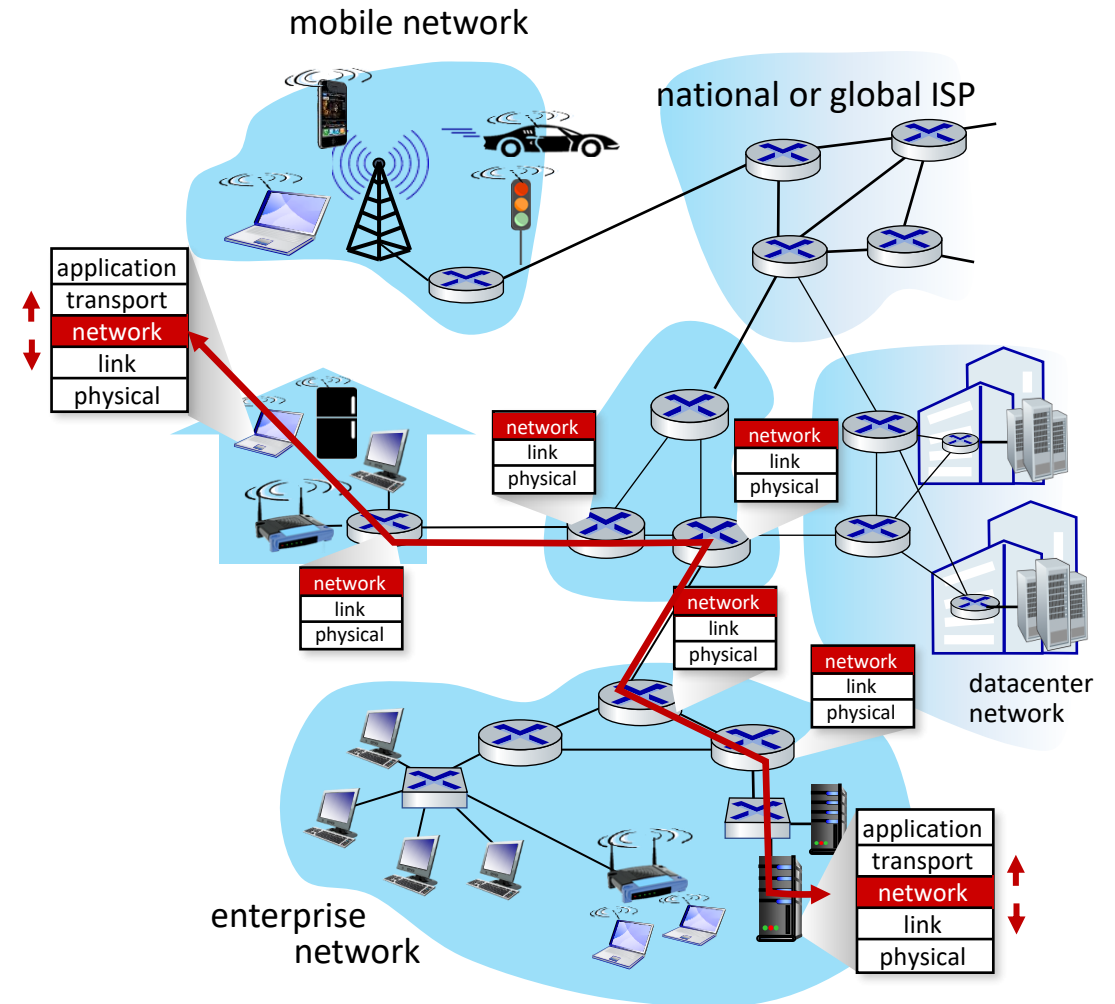 mobile network
national or global ISP
application
transport
network
link
physical
network
link
physical
network
link
physical
network
link
physical
network
link
physical
network
link
physical
datacenter
network
application
transport
network
link
physical
enterprise
network